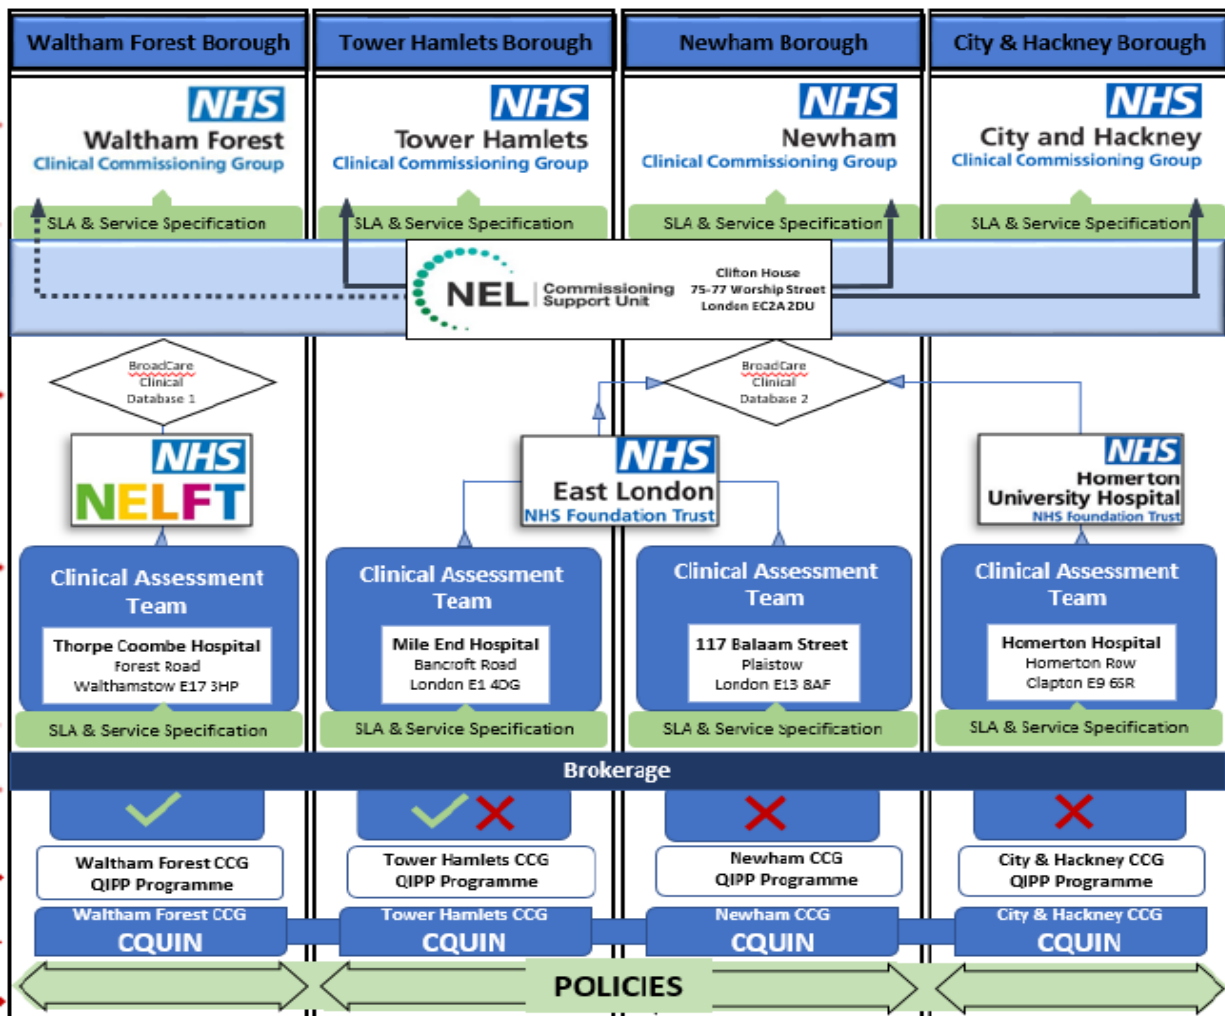 Waltham Forest Borough
Tower Hamlets Borough
Newham Borough
City & Hackney Borough
NHS
Waltham Forest
Clinical Commissioning Group
NHS
Tower Hamlets
Clinical Commissioning Group
NHS
Newham
Clinical Commissioning Group
NHS
City and Hackney
Clinical Commissioning Group
SLA & Service Specification
SLA & Service Specification
SLA & Service Specification
SLA & Service Specification
NEL
Commissioning
Support Unit
Clifton House
75-77 Worship Street
London EC2A 2DU
BroadCare
Clinical
Database 1
BroadCare
Clinical
Database 2
NHS
NELFT
NHS
East London
NHS Foundation Trust
NHS
Homerton
University Hospital
NHS Foundation Trust
Clinical Assessment
Team
Thorpe Coombe Hospital
Forest Road
Walthamstow E17 3HP
Clinical Assessment
Team
Mile End Hospital
Bancroft Road
London E1 4DG
Clinical Assessment
Team
117 Balaam Street
Plaistow
London E13 8AF
Clinical Assessment
Team
Homerton Hospital
Homerton Row
Clapton E9 6SR
SLA & Service Specification
SLA & Service Specification
SLA & Service Specification
SLA & Service Specification
Brokerage
Waltham Forest CCG
QIPP Programme
Tower Hamlets CCG
QIPP Programme
Newham CCG
QIPP Programme
City & Hackney CCG
QIPP Programme
Waltham Forest CCG
CQUIN
Tower Hamlets CCG
CQUIN
Newham CCG
CQUIN
City & Hackney CCG
CQUIN
POLICIES